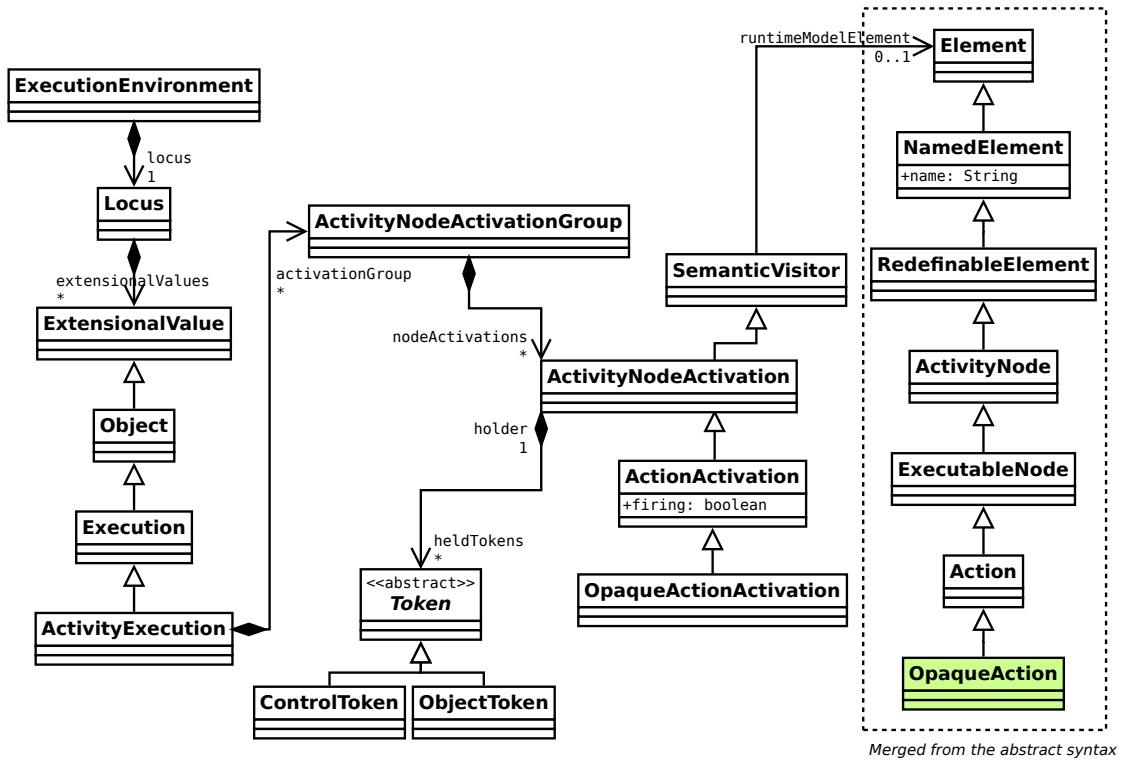 runtimeModelElement
0..1
Element
ExecutionEnvironment
NamedElement
+name: String
locus
1
Locus
ActivityNodeActivationGroup
extensionalValues
*
activationGroup
*
SemanticVisitor
RedefinableElement
ExtensionalValue
nodeActivations
*
ActivityNodeActivation
ActivityNode
Object
holder
1
ActionActivation
+firing: boolean
ExecutableNode
Execution
heldTokens
*
<<abstract>>
Token
OpaqueActionActivation
Action
ActivityExecution
ControlToken
ObjectToken
OpaqueAction
Merged from the abstract syntax